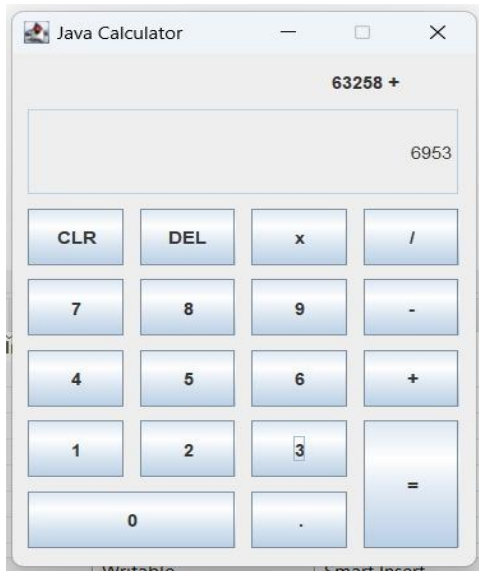 Java Calculator
63258 +
6953
CLR DEL x /
7 8 9 -
4 5 6 +
1 2 3 =
0 .
Writable Smart Insert